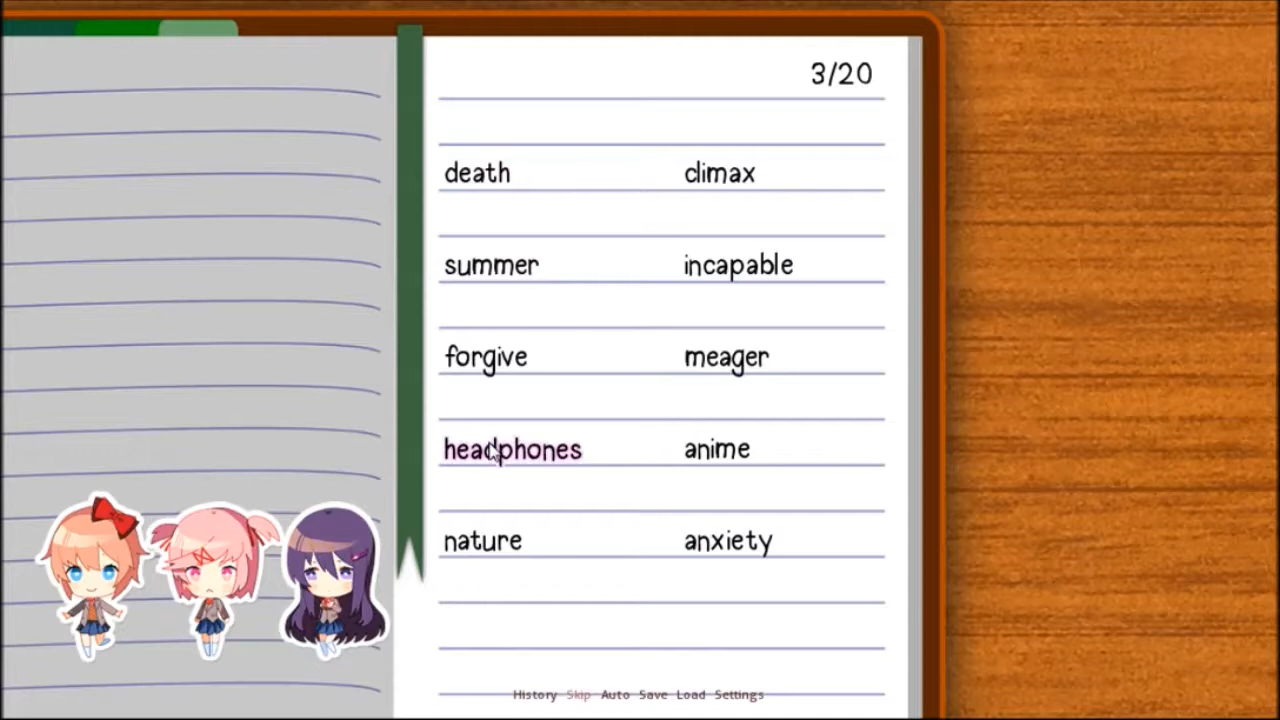 3/20
death climax
summer incapable
forgive meager
headphones anime
nature anxiety
History Skip Auto Save Load Settings